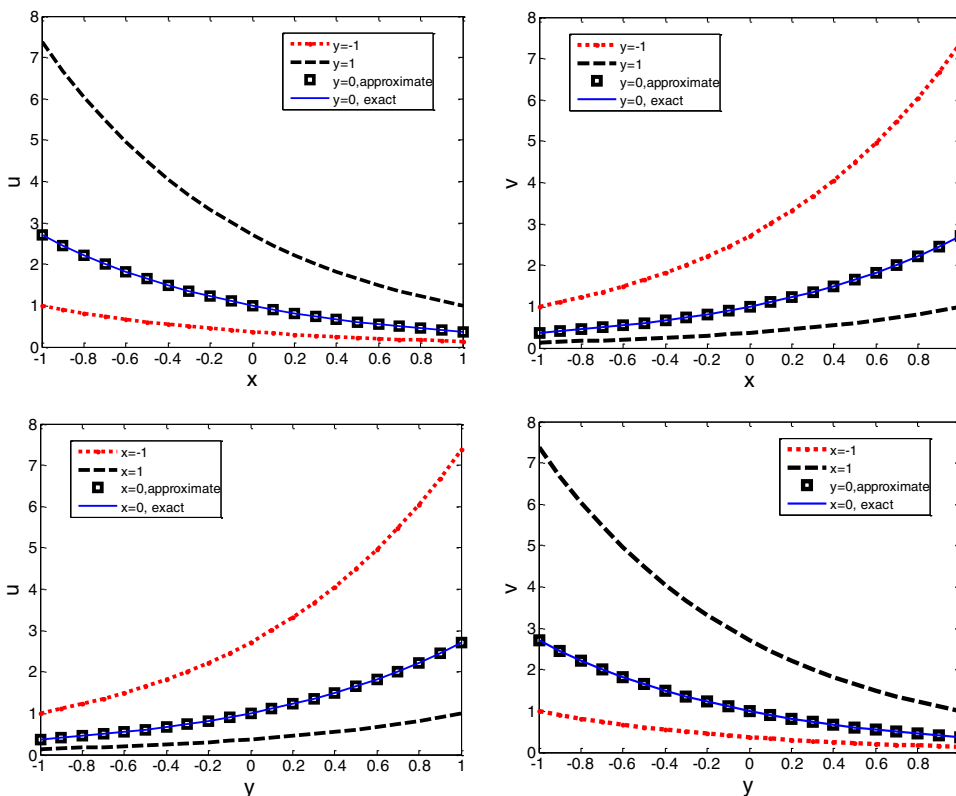 8
7
6
5
4
3
2
1
0
u
-1 -0.8 -0.6 -0.4 -0.2 0 0.2 0.4 0.6 0.8 1
x
y=-1
y=1
y=0,approximate
y=0, exact
8
7
6
5
4
3
2
1
0
v
-1 -0.8 -0.6 -0.4 -0.2 0 0.2 0.4 0.6 0.8
x
y=-1
y=1
y=0,approximate
y=0, exact
8
7
6
5
4
3
2
1
0
u
-1 -0.8 -0.6 -0.4 -0.2 0 0.2 0.4 0.6 0.8 1
y
x=-1
x=1
x=0,approximate
x=0, exact
8
7
6
5
4
3
2
1
0
v
-1 -0.8 -0.6 -0.4 -0.2 0 0.2 0.4 0.6 0.8
y
x=-1
x=1
y=0,approximate
x=0, exact